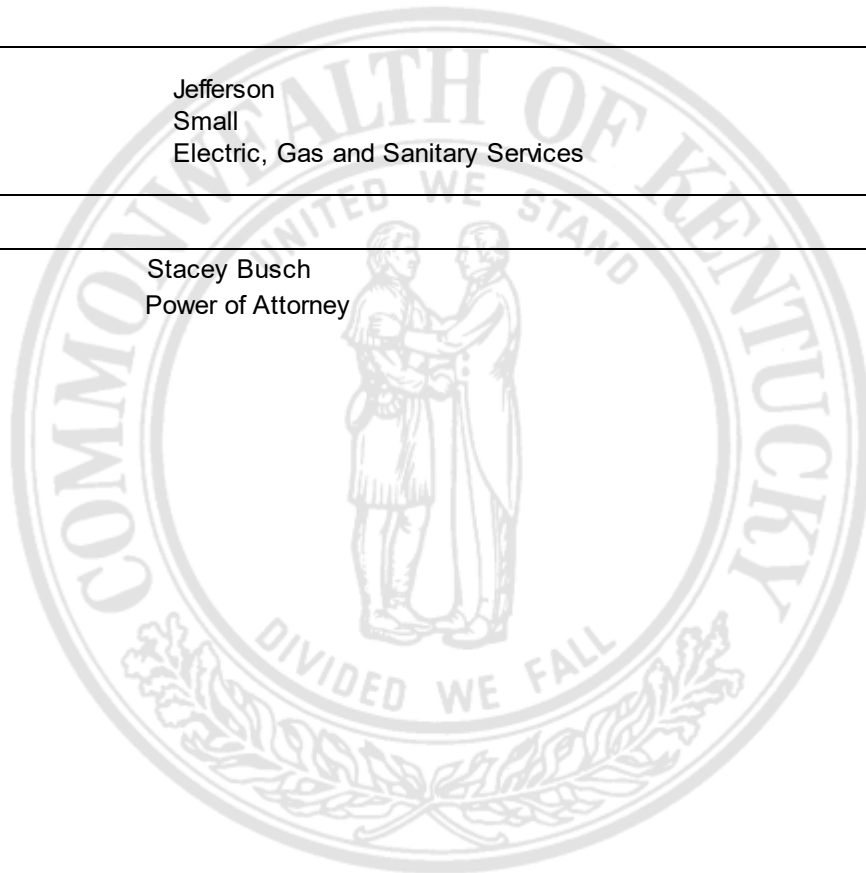 Jefferson
Small
Electric, Gas and Sanitary Services
Stacey Busch
Power of Attorney
COMMONWEALTH OF KENTUCKY
UNITED WE STAND
DIVIDED WE FALL